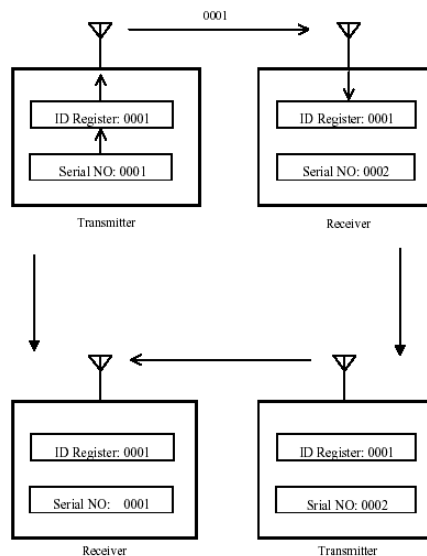 0001
ID Register: 0001
ID Register: 0001
Serial NO: 0001
Serial NO: 0002
Transmitter
Receiver
ID Register: 0001
ID Register: 0001
Serial NO: 0001
Srial NO: 0002
Receiver
Transmitter